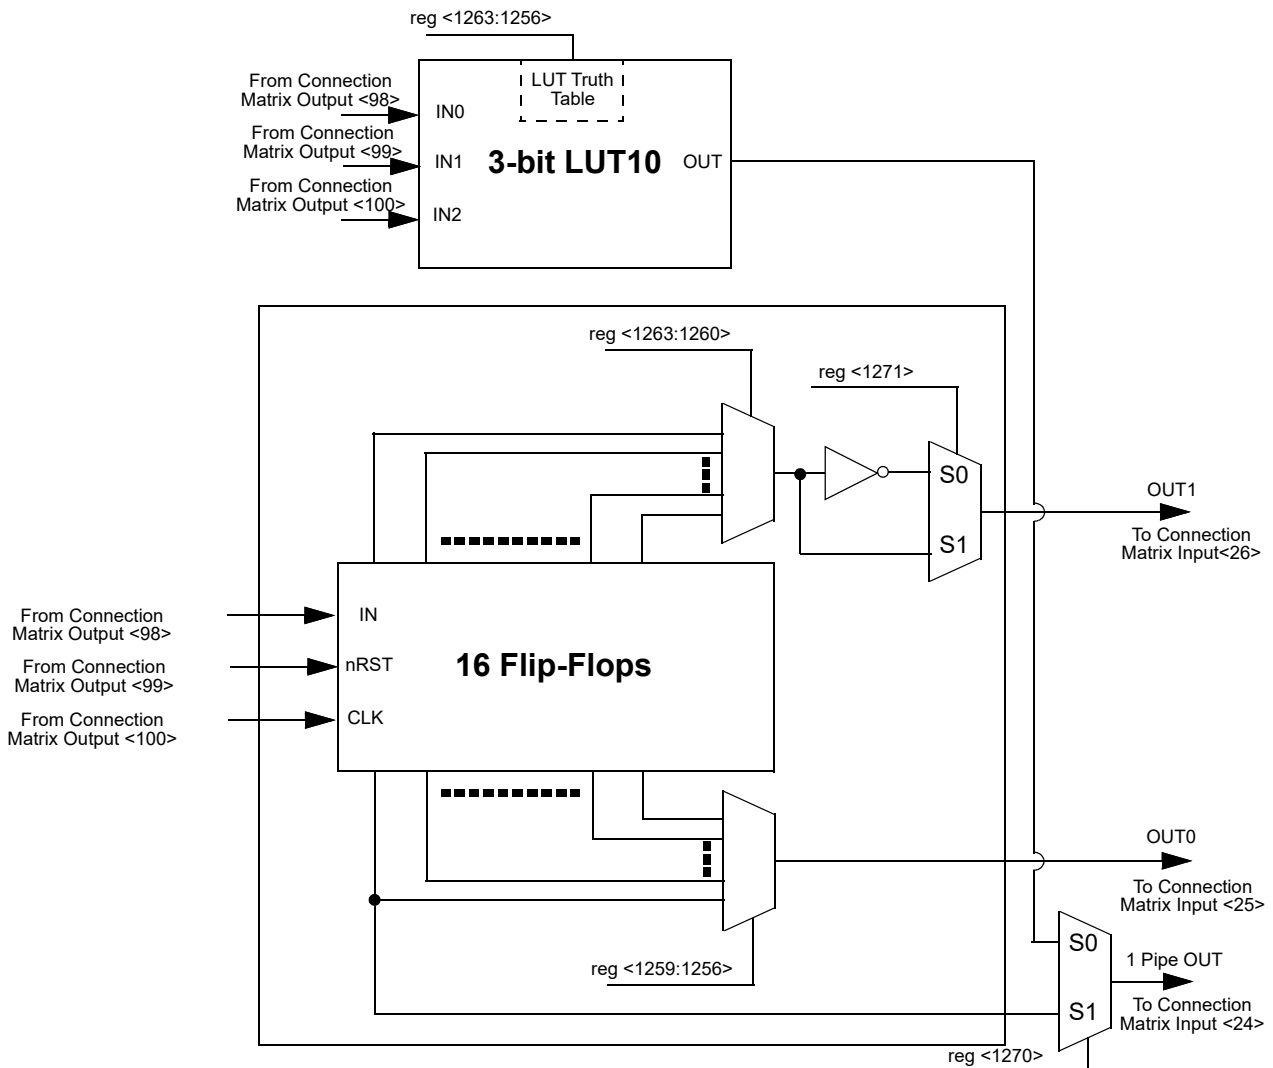 reg <1263:1256>
From Connection
Matrix Output <98>
From Connection
Matrix Output <99>
From Connection
Matrix Output <100>
IN0
IN1
IN2
LUT Truth
Table
3-bit LUT10
OUT
reg <1263:1260>
reg <1271>
S0
S1
OUT1
To Connection
Matrix Input<26>
From Connection
Matrix Output <98>
From Connection
Matrix Output <99>
From Connection
Matrix Output <100>
IN
nRST
CLK
16 Flip-Flops
OUT0
To Connection
Matrix Input <25>
reg <1259:1256>
S0
S1
1 Pipe OUT
To Connection
Matrix Input <24>
reg <1270>